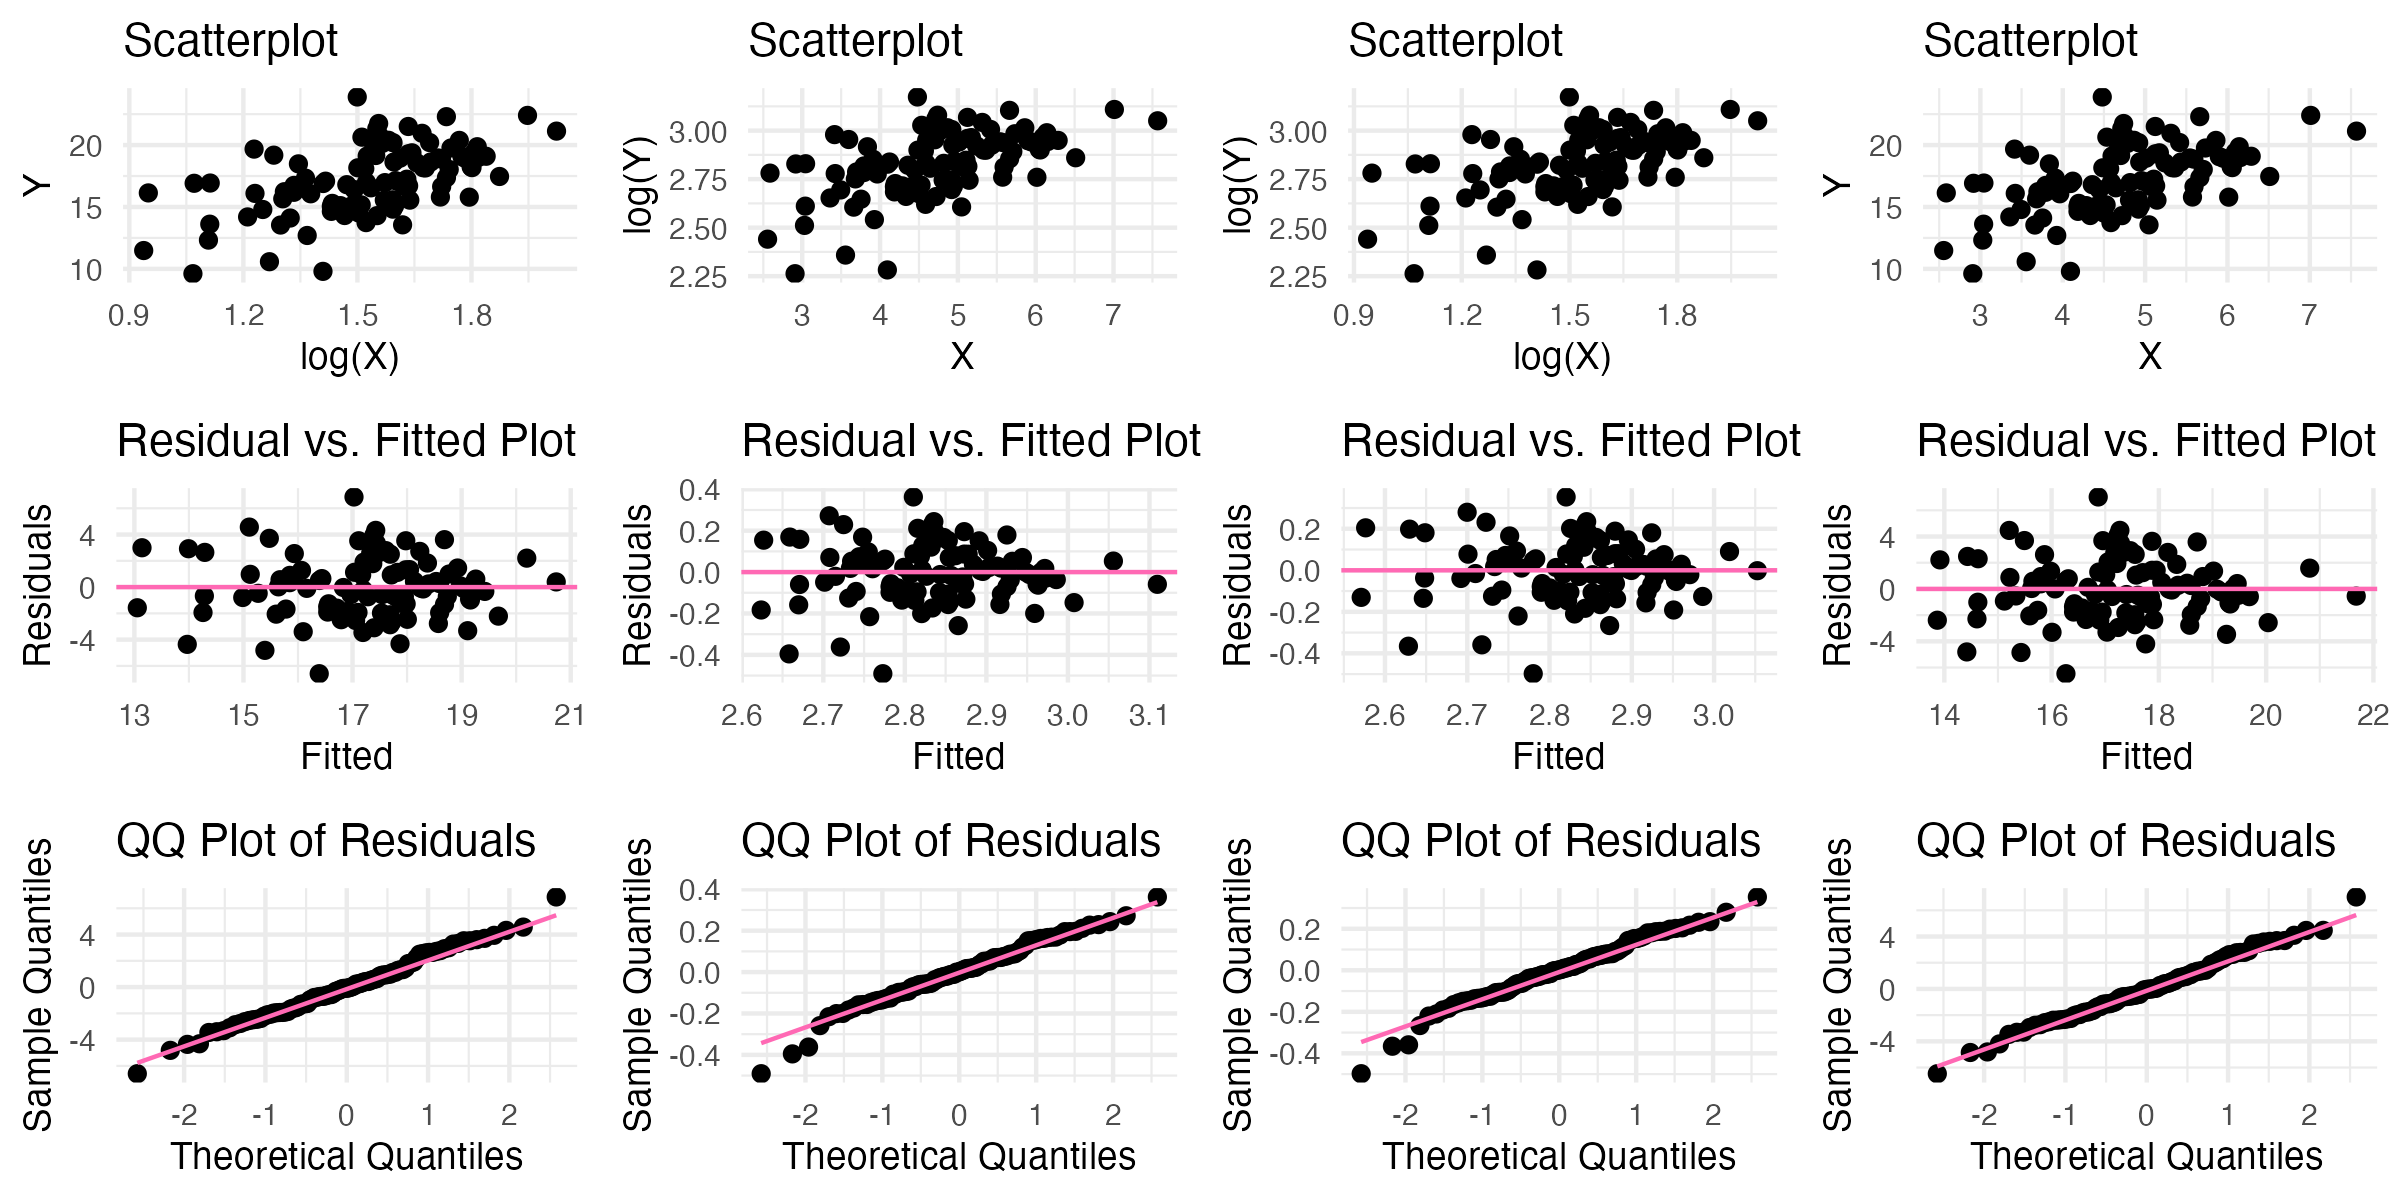 Scatterplot
Y
20
15
10
0.9 1.2 1.5 1.8
log(X)
Scatterplot
log(Y)
3.00
2.75
2.50
2.25
3 4 5 6 7
X
Scatterplot
log(Y)
3.00
2.75
2.50
2.25
0.9 1.2 1.5 1.8
log(X)
Scatterplot
Y
20
15
10
3 4 5 6 7
X
Residual vs. Fitted Plot
Residuals
4
0
-4
13 15 17 19 21
Fitted
Residual vs. Fitted Plot
Residuals
0.4
0.2
0.0
-0.2
-0.4
2.6 2.7 2.8 2.9 3.0 3.1
Fitted
Residual vs. Fitted Plot
Residuals
0.2
0.0
-0.2
-0.4
2.6 2.7 2.8 2.9 3.0
Fitted
Residual vs. Fitted Plot
Residuals
4
0
-4
14 16 18 20 22
Fitted
QQ Plot of Residuals
Sample Quantiles
4
0
-4
-2 -1 0 1 2
Theoretical Quantiles
QQ Plot of Residuals
Sample Quantiles
0.4
0.2
0.0
-0.2
-0.4
-2 -1 0 1 2
Theoretical Quantiles
QQ Plot of Residuals
Sample Quantiles
0.2
0.0
-0.2
-0.4
-2 -1 0 1 2
Theoretical Quantiles
QQ Plot of Residuals
Sample Quantiles
4
0
-4
-2 -1 0 1 2
Theoretical Quantiles